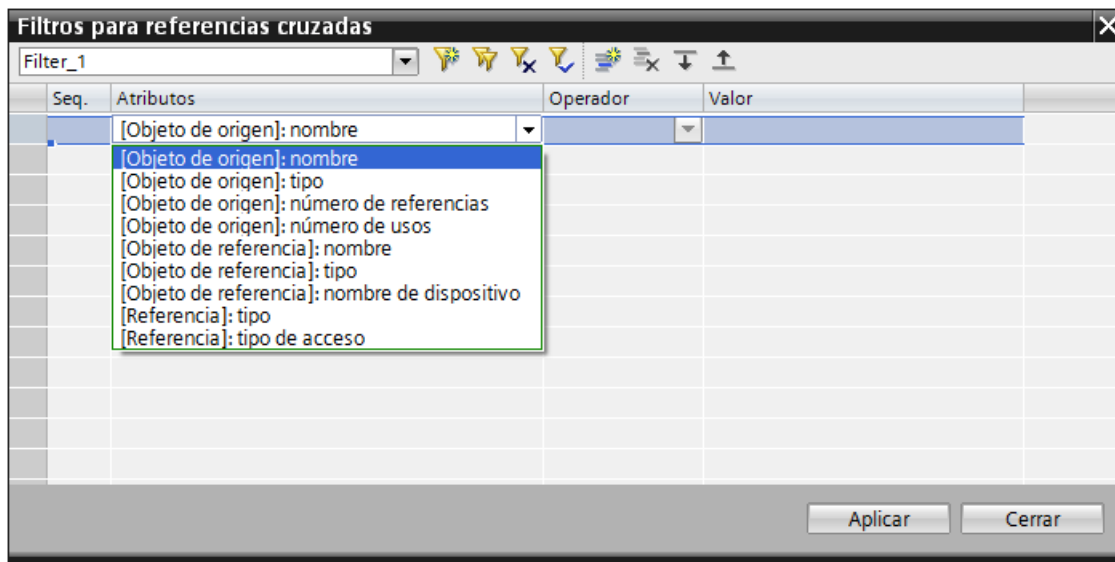 Filtros para referencias cruzadas
Filter_1
Seq. Atributos Operador Valor
[Objeto de origen]: nombre
[Objeto de origen]: nombre
[Objeto de origen]: tipo
[Objeto de origen]: número de referencias
[Objeto de origen]: número de usos
[Objeto de referencia]: nombre
[Objeto de referencia]: tipo
[Objeto de referencia]: nombre de dispositivo
[Referencia]: tipo
[Referencia]: tipo de acceso
Aplicar Cerrar